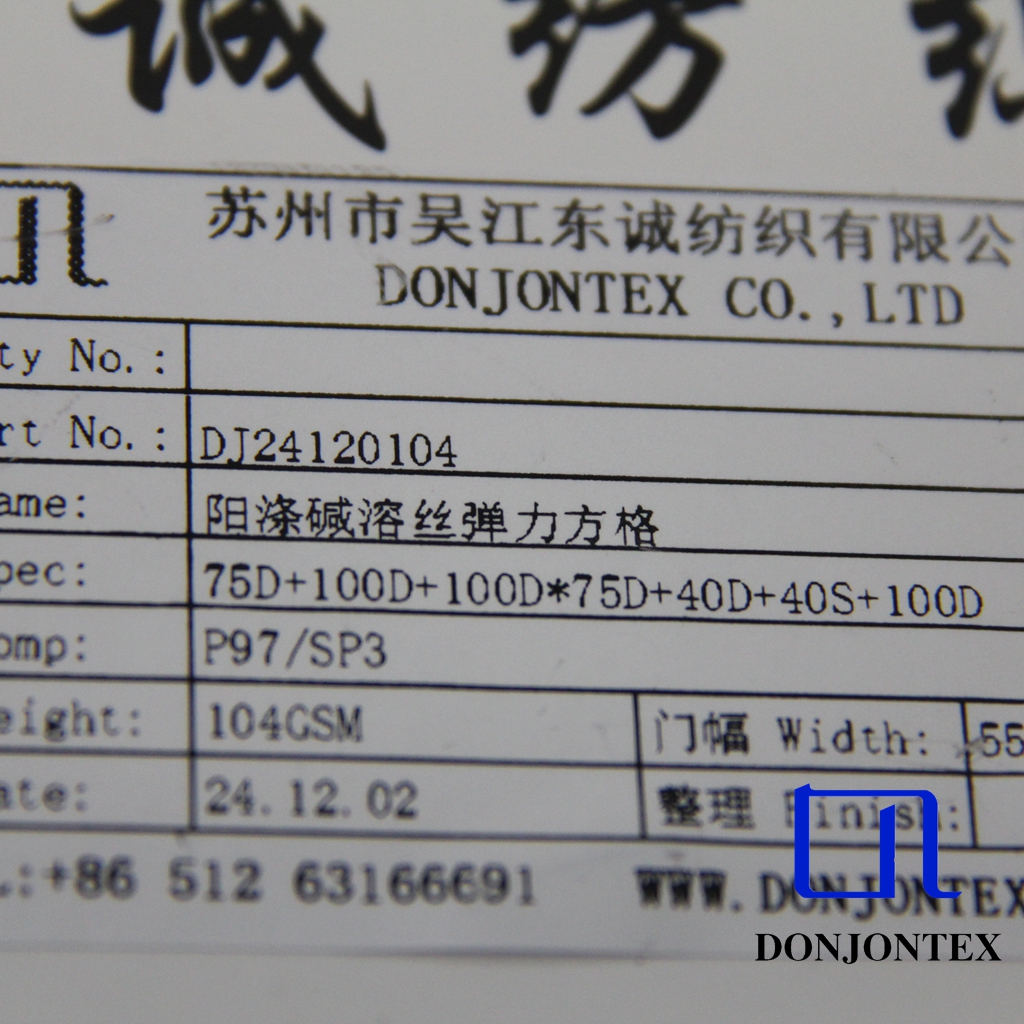 诚纺
苏州市吴江东诚纺织有限公
DONJONTEX CO.,LTD
ty No.:
rt No.: DJ24120104
ame: 阳涤碱溶丝弹力方格
pec: 75D+100D+100D*75D+40D+40S+100D
omp: P97/SP3
eight: 104GSM 门幅 Width: 55
ate: 24.12.02 整理 Finish:
.:+86 512 63166691 WWW.DONJONTEX
DONJONTEX